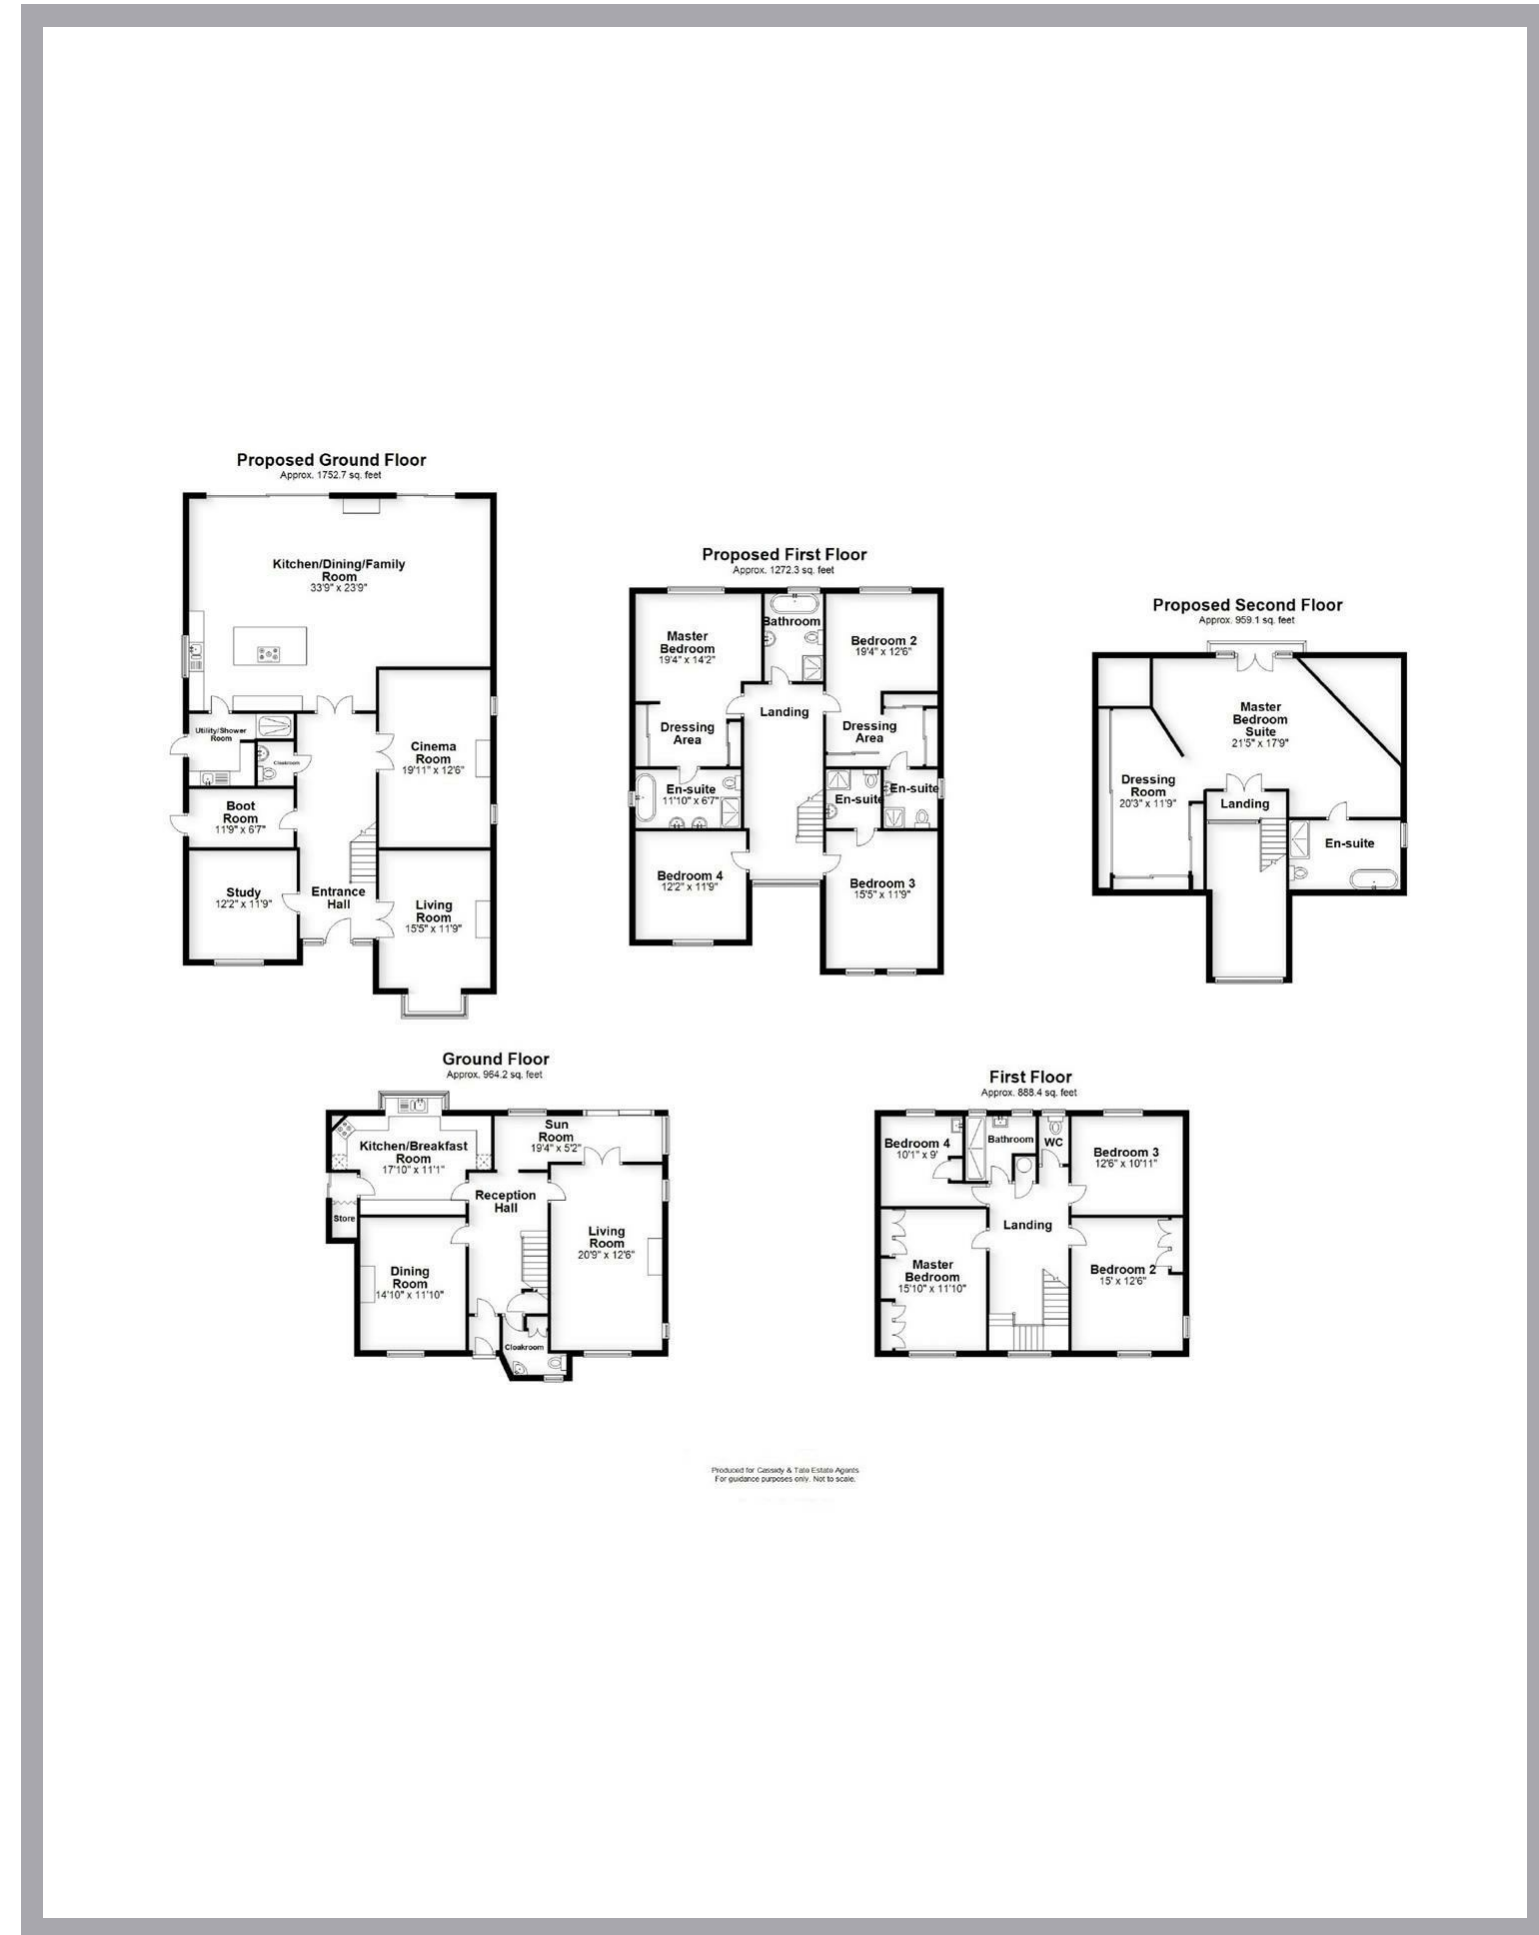 Proposed Ground Floor
Approx. 1752.7 sq. feet
Kitchen/Dining/Family
Room
33'9" x 23'9"
Utility/Shower
Room
Cloakroom
Cinema
Room
19'11" x 12'6"
Boot
Room
11'9" x 6'7"
Study
12'2" x 11'9"
Entrance
Hall
Living
Room
15'5" x 11'9"
Proposed First Floor
Approx. 1272.3 sq. feet
Master
Bedroom
19'4" x 14'2"
Bathroom
Bedroom 2
19'4" x 12'6"
Landing
Dressing
Area
Dressing
Area
En-suite
11'10" x 6'7"
En-suite
En-suite
Bedroom 4
12'2" x 11'9"
Bedroom 3
15'5" x 11'9"
Proposed Second Floor
Approx. 959.1 sq. feet
Master
Bedroom
Suite
21'5" x 17'9"
Dressing
Room
20'3" x 11'9"
Landing
En-suite
Ground Floor
Approx. 964.2 sq. feet
Sun
Room
19'4" x 5'2"
Kitchen/Breakfast
Room
17'10" x 11'1"
Reception
Hall
Store
Living
Room
20'9" x 12'6"
Dining
Room
14'10" x 11'10"
Cloakroom
First Floor
Approx. 888.4 sq. feet
Bedroom 4
10'1" x 9'
Bathroom
WC
Bedroom 3
12'6" x 10'11"
Landing
Master
Bedroom
15'10" x 11'10"
Bedroom 2
15' x 12'6"
Produced for Cassidy & Tate Estate Agents
For guidance purposes only. Not to scale.